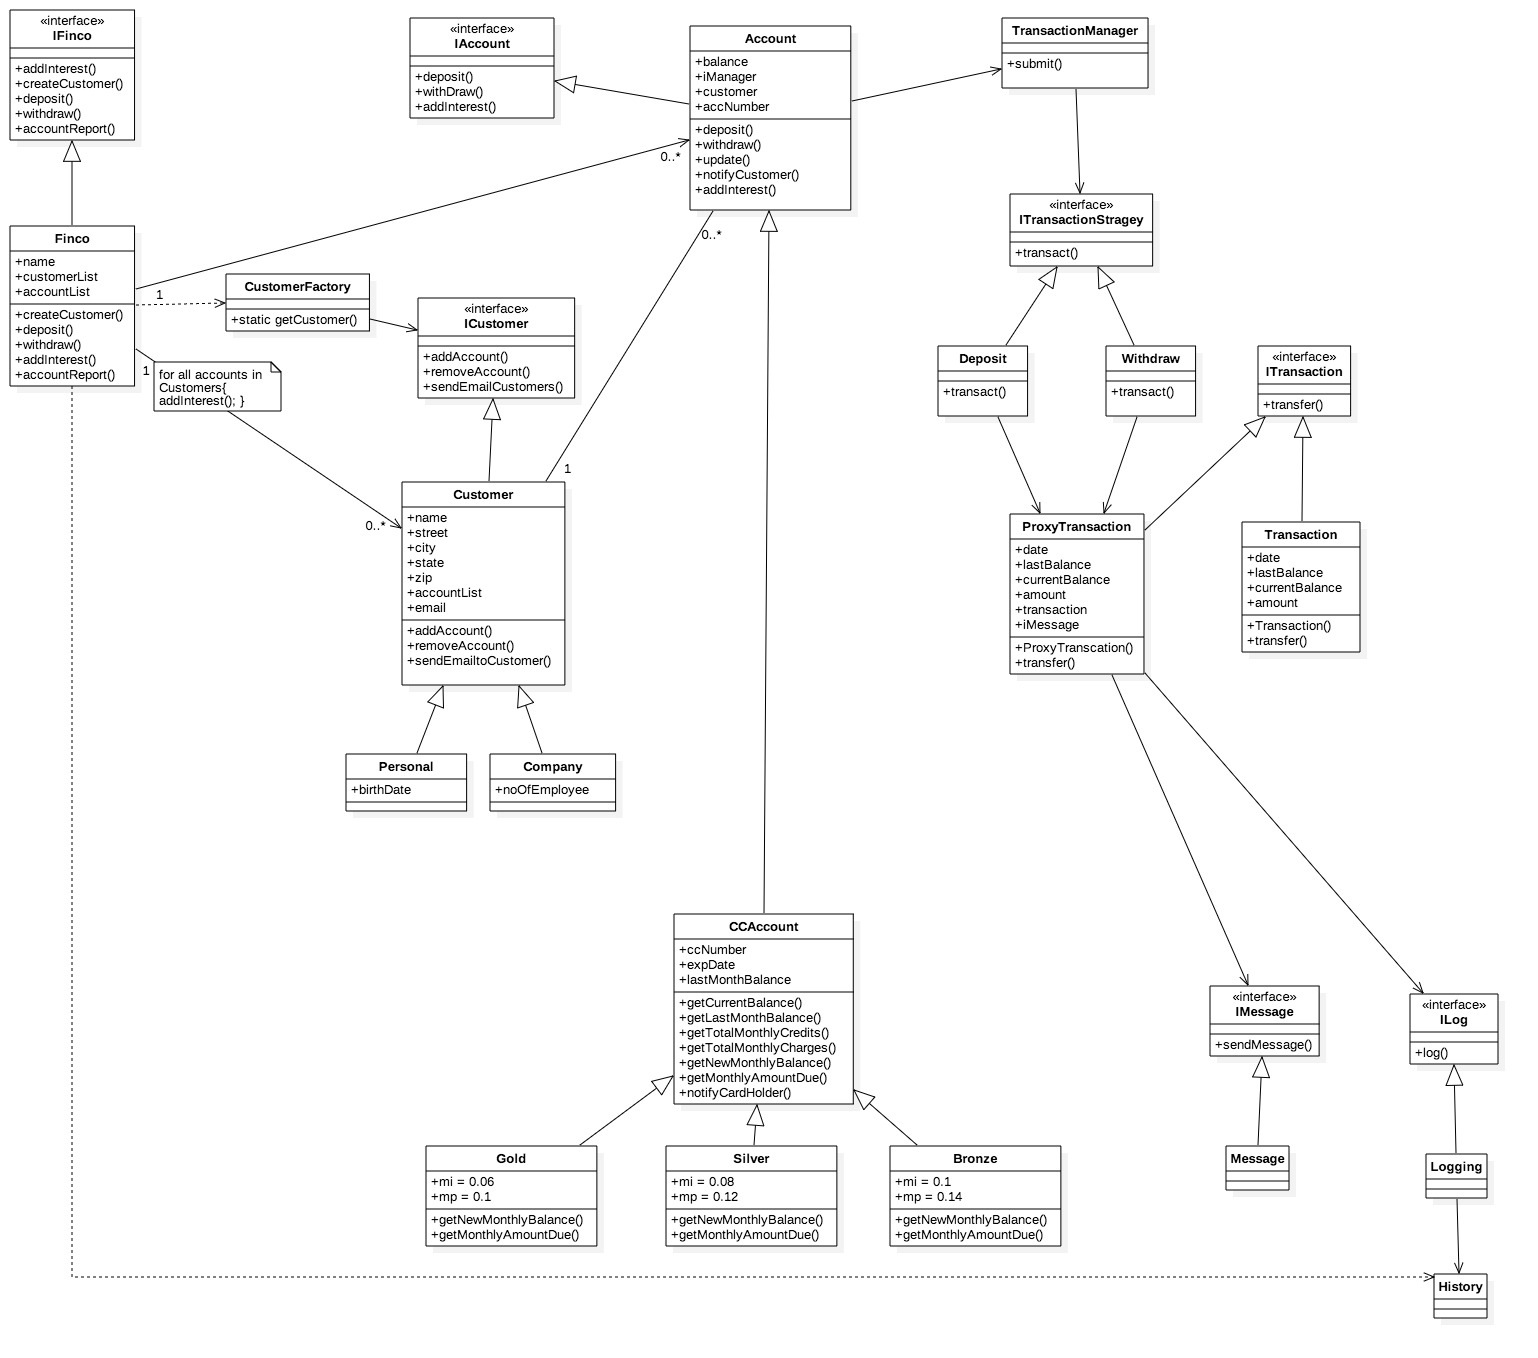 «interface»
IFinco
+addInterest()
+createCustomer()
+deposit()
+withdraw()
+accountReport()
«interface»
IAccount
+deposit()
+withDraw()
+addInterest()
Account
+balance
+iManager
+customer
+accNumber
+deposit()
+withdraw()
+update()
+notifyCustomer()
+addInterest()
TransactionManager
+submit()
0..*
0..*
«interface»
ITransactionStragey
+transact()
Finco
+name
+customerList
+accountList
+createCustomer()
+deposit()
+withdraw()
+addInterest()
+accountReport()
1
1
CustomerFactory
+static getCustomer()
for all accounts in
Customers{
addInterest(); }
«interface»
ICustomer
+addAccount()
+removeAccount()
+sendEmailCustomers()
Deposit
+transact()
Withdraw
+transact()
«interface»
ITransaction
+transfer()
1
0..*
Customer
+name
+street
+city
+state
+zip
+accountList
+email
+addAccount()
+removeAccount()
+sendEmailtoCustomer()
ProxyTransaction
+date
+lastBalance
+currentBalance
+amount
+transaction
+iMessage
+ProxyTranscation()
+transfer()
Transaction
+date
+lastBalance
+currentBalance
+amount
+Transaction()
+transfer()
Personal
+birthDate
Company
+noOfEmployee
CCAccount
+ccNumber
+expDate
+lastMonthBalance
+getCurrentBalance()
+getLastMonthBalance()
+getTotalMonthlyCredits()
+getTotalMonthlyCharges()
+getNewMonthlyBalance()
+getMonthlyAmountDue()
+notifyCardHolder()
«interface»
IMessage
+sendMessage()
«interface»
ILog
+log()
Gold
+mi = 0.06
+mp = 0.1
+getNewMonthlyBalance()
+getMonthlyAmountDue()
Silver
+mi = 0.08
+mp = 0.12
+getNewMonthlyBalance()
+getMonthlyAmountDue()
Bronze
+mi = 0.1
+mp = 0.14
+getNewMonthlyBalance()
+getMonthlyAmountDue()
Message
Logging
History